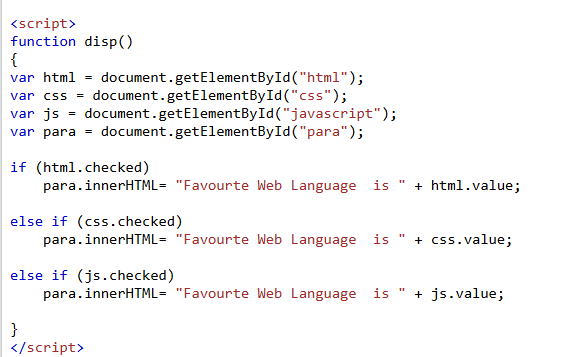 <script>
function disp()
{
var html = document.getElementById("html");
var css = document.getElementById("css");
var js = document.getElementById("javascript");
var para = document.getElementById("para");
if (html.checked)
para.innerHTML= "Favourte Web Language  is " + html.value;
else if (css.checked)
para.innerHTML= "Favourte Web Language  is " + css.value;
else if (js.checked)
para.innerHTML= "Favourte Web Language  is " + js.value;
}
</script>